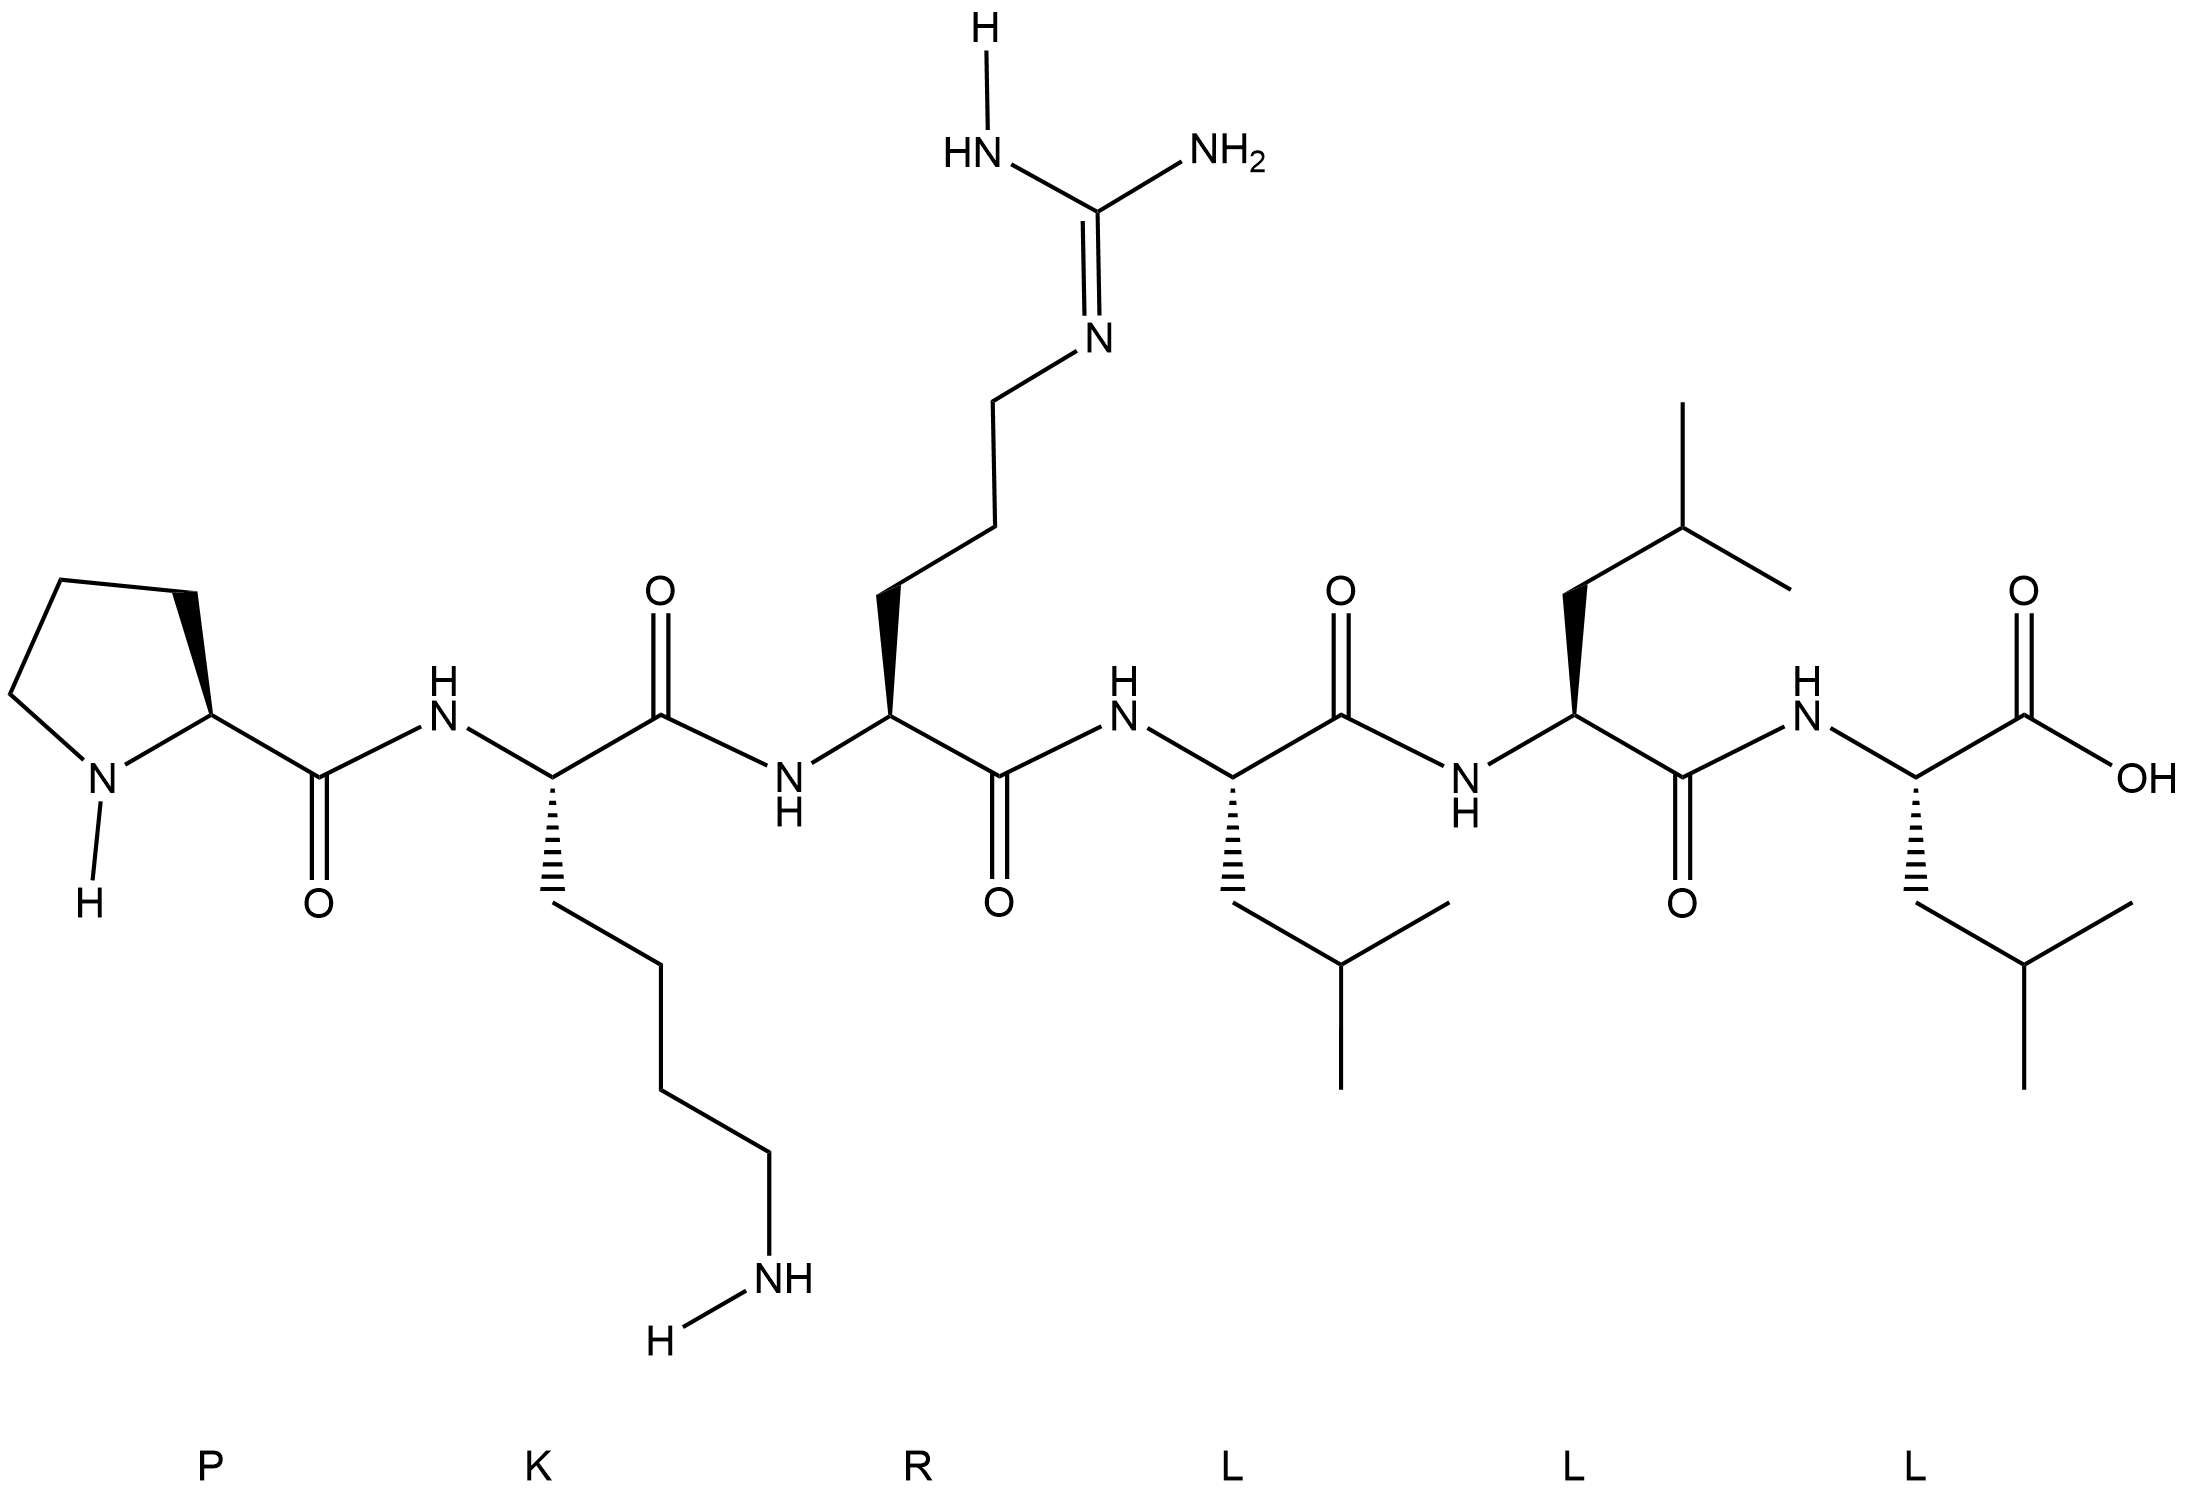 H
HN NH2
N
O O O
H H H
N N N
N N N OH
H H H
H O O O
NH
H
P K R L L L